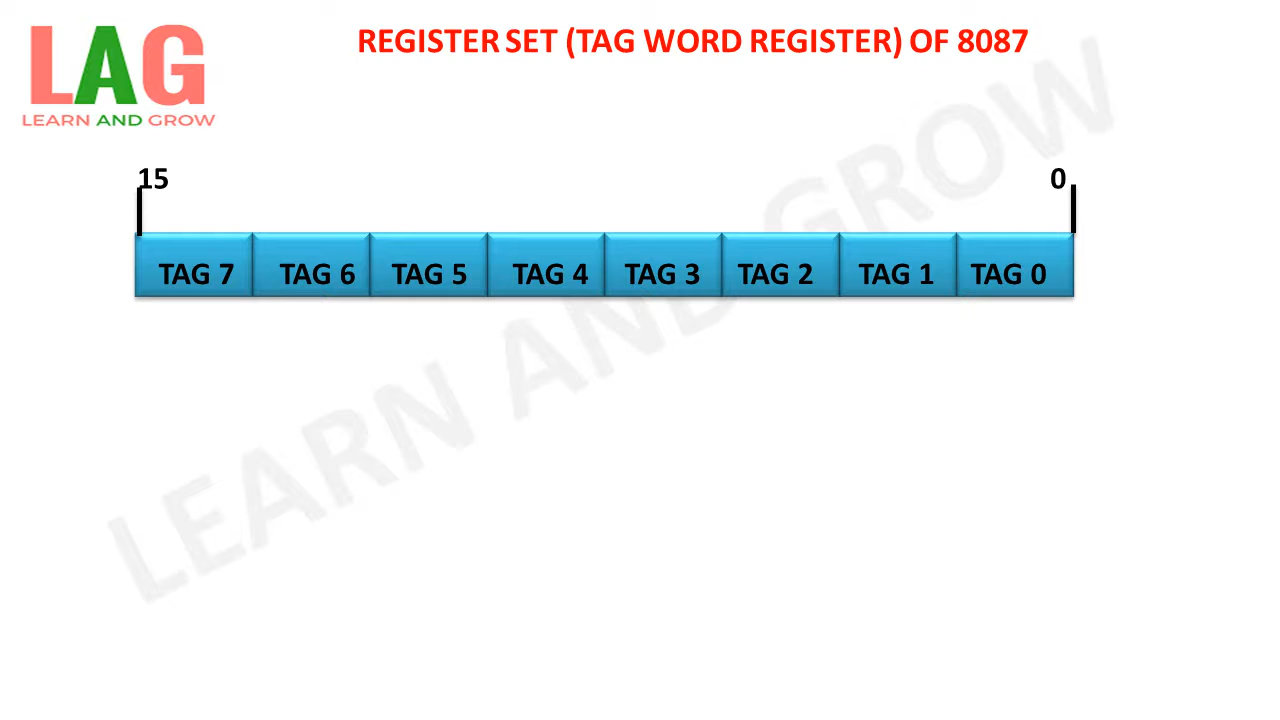 LAG
LEARN AND GROW
REGISTER SET (TAG WORD REGISTER) OF 8087
15 0
TAG 7 TAG 6 TAG 5 TAG 4 TAG 3 TAG 2 TAG 1 TAG 0
LEARN AND GROW